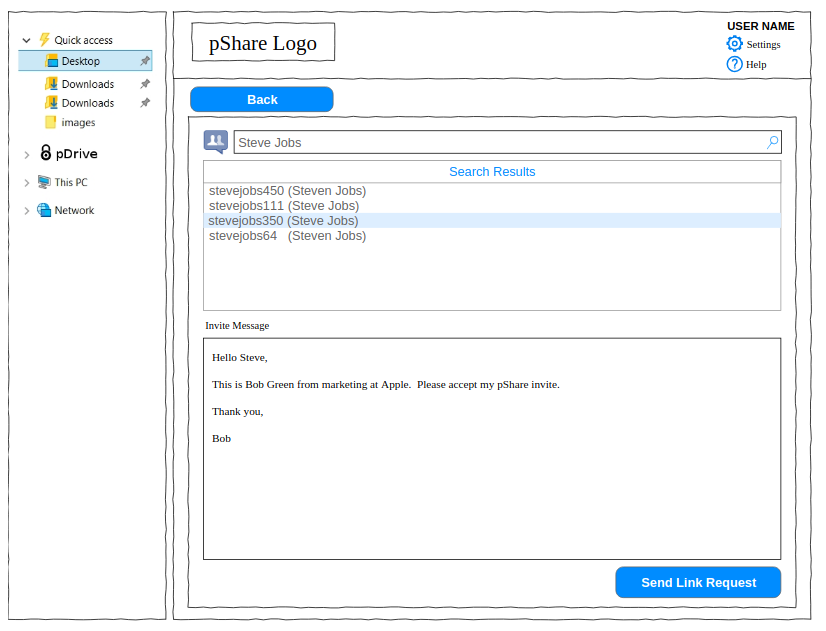 Quick access
Desktop
Downloads
Downloads
images
pDrive
This PC
Network
pShare Logo
USER NAME
Settings
Help
Back
Steve Jobs
Search Results
stevejobs450 (Steven Jobs)
stevejobs111 (Steve Jobs)
stevejobs350 (Steve Jobs)
stevejobs64 (Steven Jobs)
Invite Message
Hello Steve,
This is Bob Green from marketing at Apple. Please accept my pShare invite.
Thank you,
Bob
Send Link Request